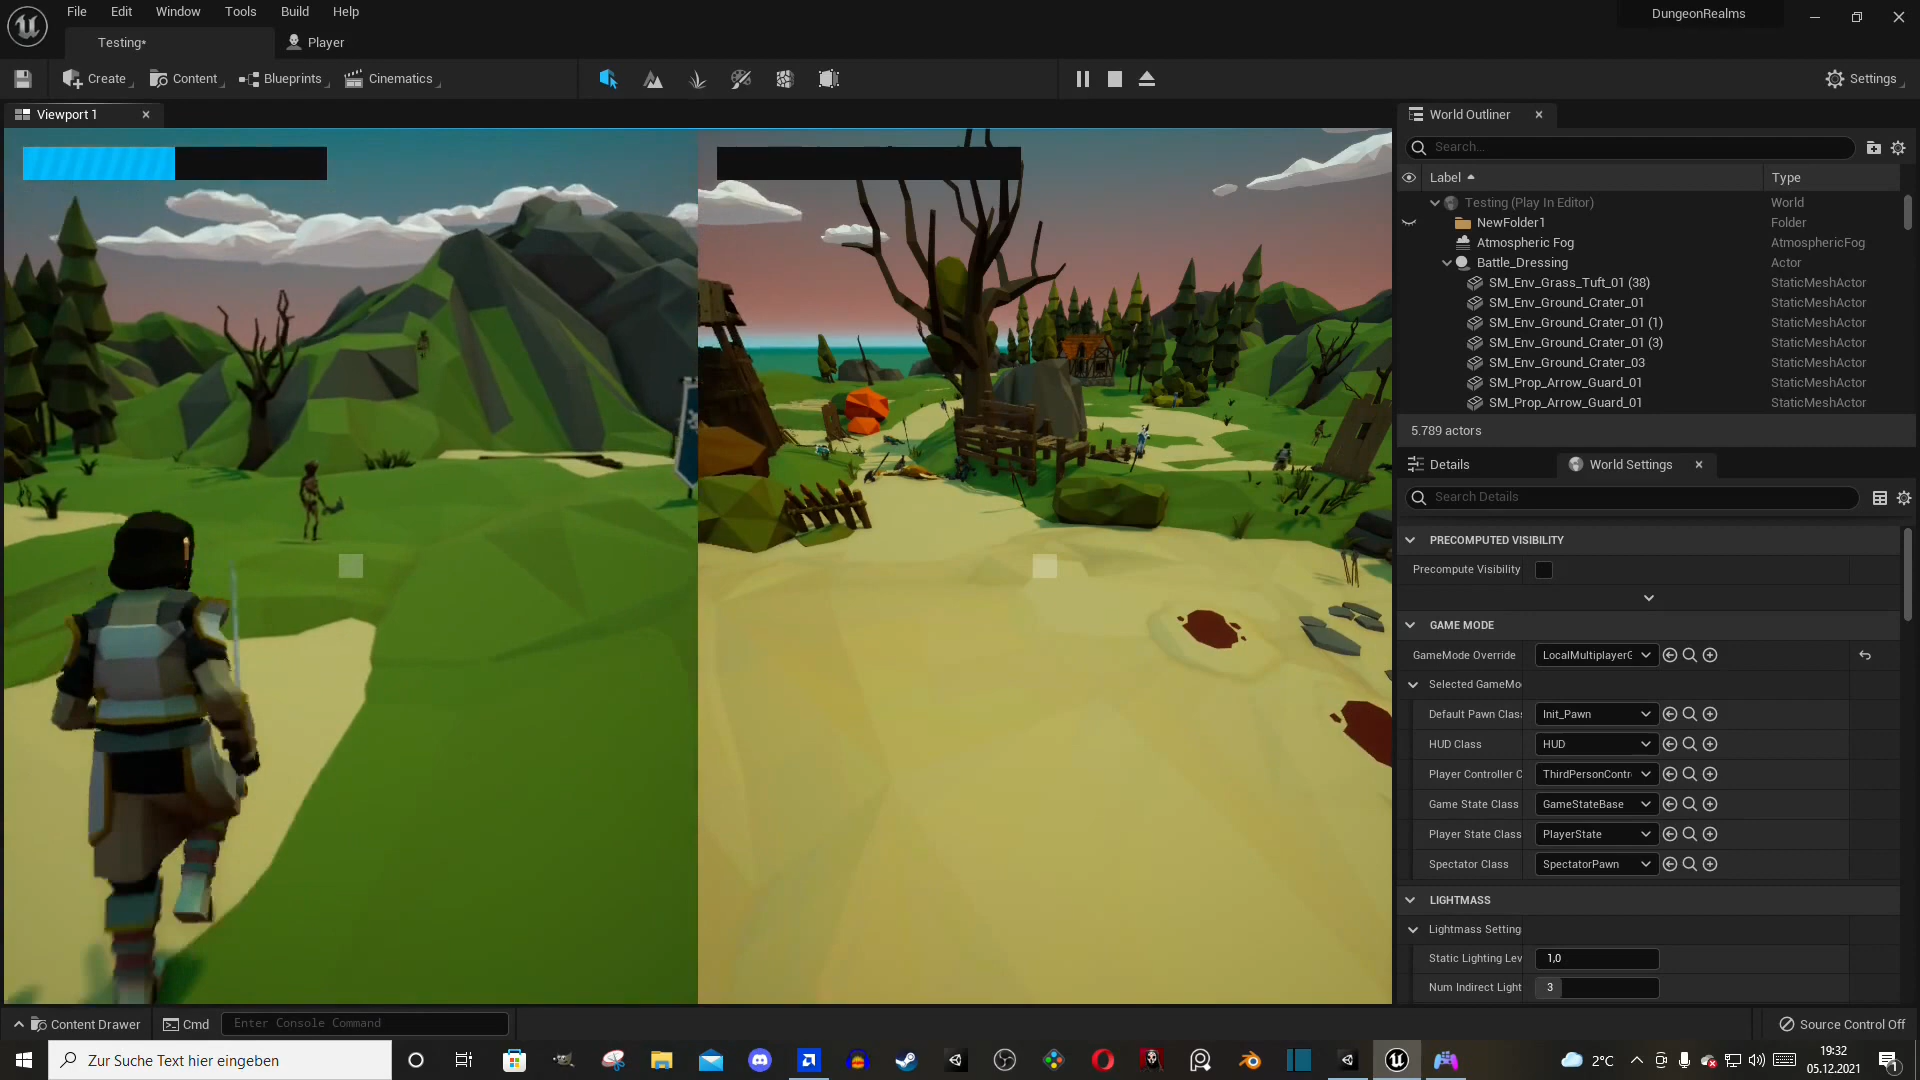 File Edit Window Tools Build Help
DungeonRealms
Testing*
Player
Create
Content
Blueprints
Cinematics
Settings
Viewport 1
World Outliner
Search...
Label
Type
Testing (Play In Editor) World
NewFolder1 Folder
Atmospheric Fog AtmosphericFog
Battle_Dressing Actor
SM_Env_Grass_Tuft_01 (38) StaticMeshActor
SM_Env_Ground_Crater_01 StaticMeshActor
SM_Env_Ground_Crater_01 (1) StaticMeshActor
SM_Env_Ground_Crater_01 (3) StaticMeshActor
SM_Env_Ground_Crater_03 StaticMeshActor
SM_Prop_Arrow_Guard_01 StaticMeshActor
SM_Prop_Arrow_Guard_01 StaticMeshActor
5.789 actors
Details
World Settings
Search Details
PRECOMPUTED VISIBILITY
Precompute Visibility
GAME MODE
GameMode Override LocalMultiplayerG
Selected GameMo
Default Pawn Clas Init_Pawn
HUD Class HUD
Player Controller C ThirdPersonContr
Game State Class GameStateBase
Player State Class PlayerState
Spectator Class SpectatorPawn
LIGHTMASS
Lightmass Setting
Static Lighting Lev 1,0
Num Indirect Light 3
Content Drawer
Cmd
Enter Console Command
Source Control Off
Zur Suche Text hier eingeben
2°C
19:32
05.12.2021
1